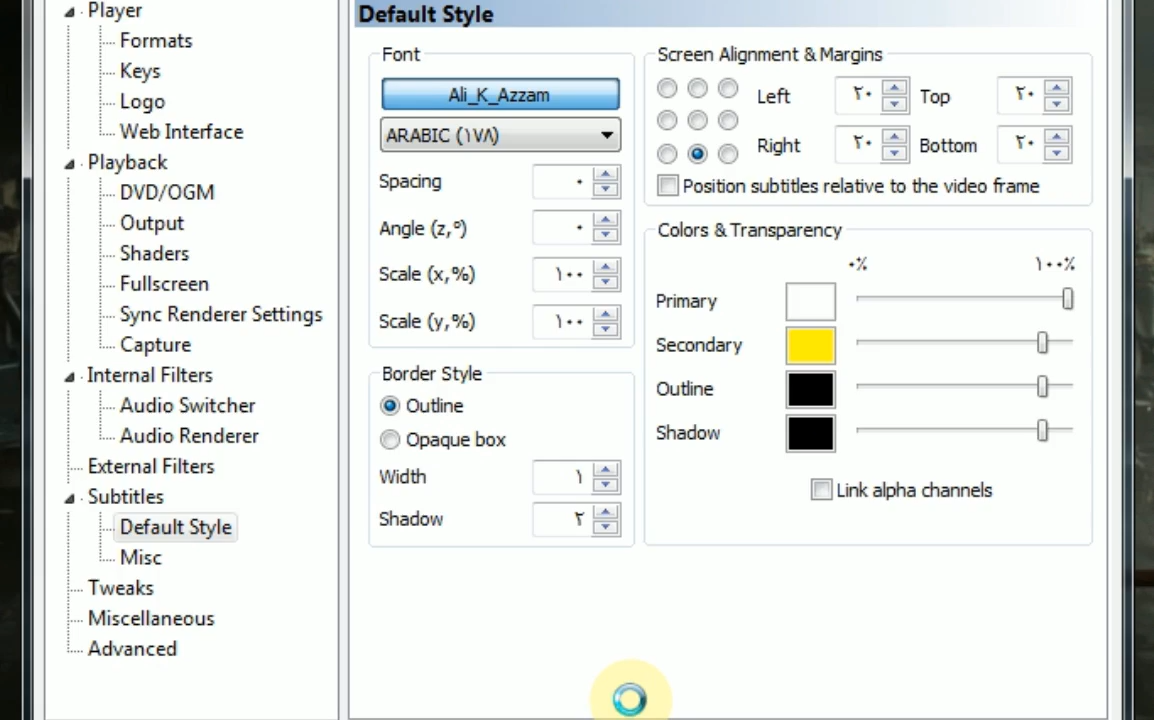 Player
Formats
Keys
Logo
Web Interface
Playback
DVD/OGM
Output
Shaders
Fullscreen
Sync Renderer Settings
Capture
Internal Filters
Audio Switcher
Audio Renderer
External Filters
Subtitles
Default Style
Misc
Tweaks
Miscellaneous
Advanced
Default Style
Font
Ali_K_Azzam
ARABIC (١٧٨)
Spacing ٠
Angle (z,°) ٠
Scale (x,%) ١٠٠
Scale (y,%) ١٠٠
Border Style
Outline
Opaque box
Width ١
Shadow ٢
Screen Alignment & Margins
Left ٢٠ Top ٢٠
Right ٢٠ Bottom ٢٠
Position subtitles relative to the video frame
Colors & Transparency
٠% ١٠٠%
Primary
Secondary
Outline
Shadow
Link alpha channels